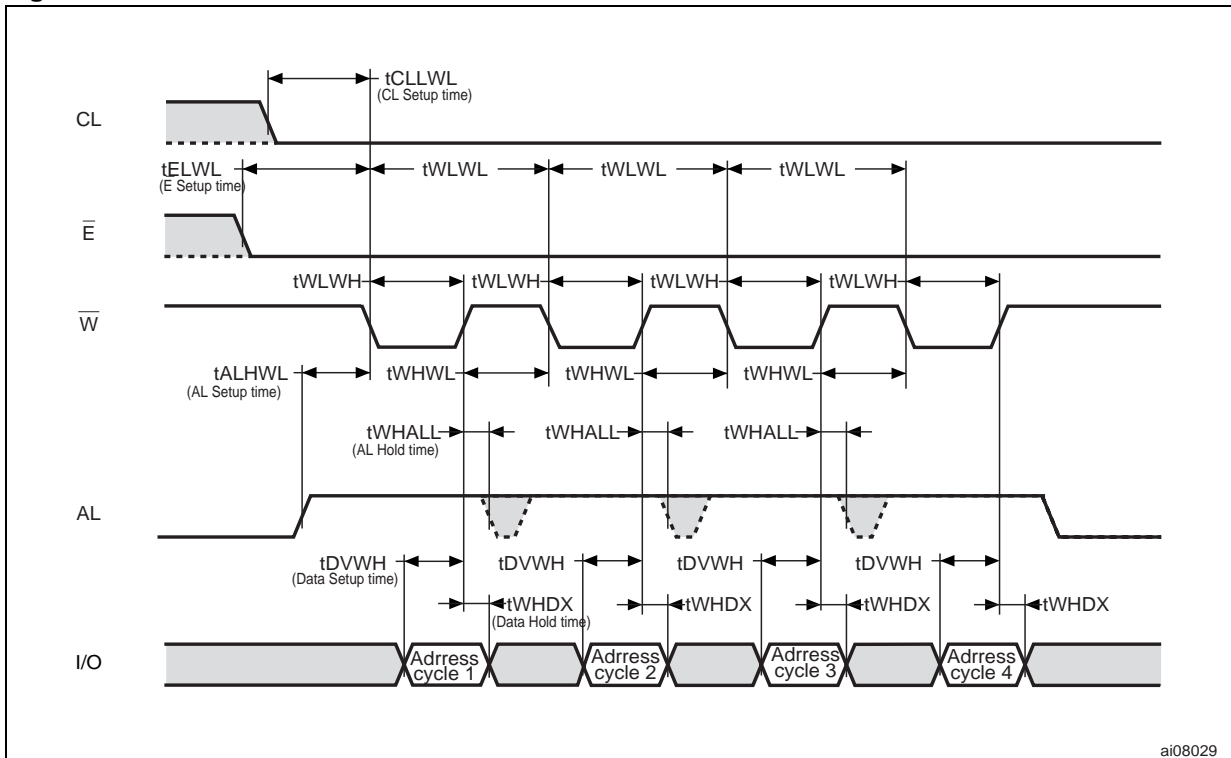 tCLLWL
(CL Setup time)
CL
tELWL
(E Setup time)
tWLWL
tWLWL
tWLWL
E
tWLWH
tWLWH
tWLWH
tWLWH
W
tALHWL
(AL Setup time)
tWHWL
tWHWL
tWHWL
tWHALL
(AL Hold time)
tWHALL
tWHALL
AL
tDVWH
(Data Setup time)
tDVWH
tDVWH
tDVWH
tWHDX
(Data Hold time)
tWHDX
tWHDX
tWHDX
I/O
Adrress
cycle 1
Adrress
cycle 2
Adrress
cycle 3
Adrress
cycle 4
ai08029